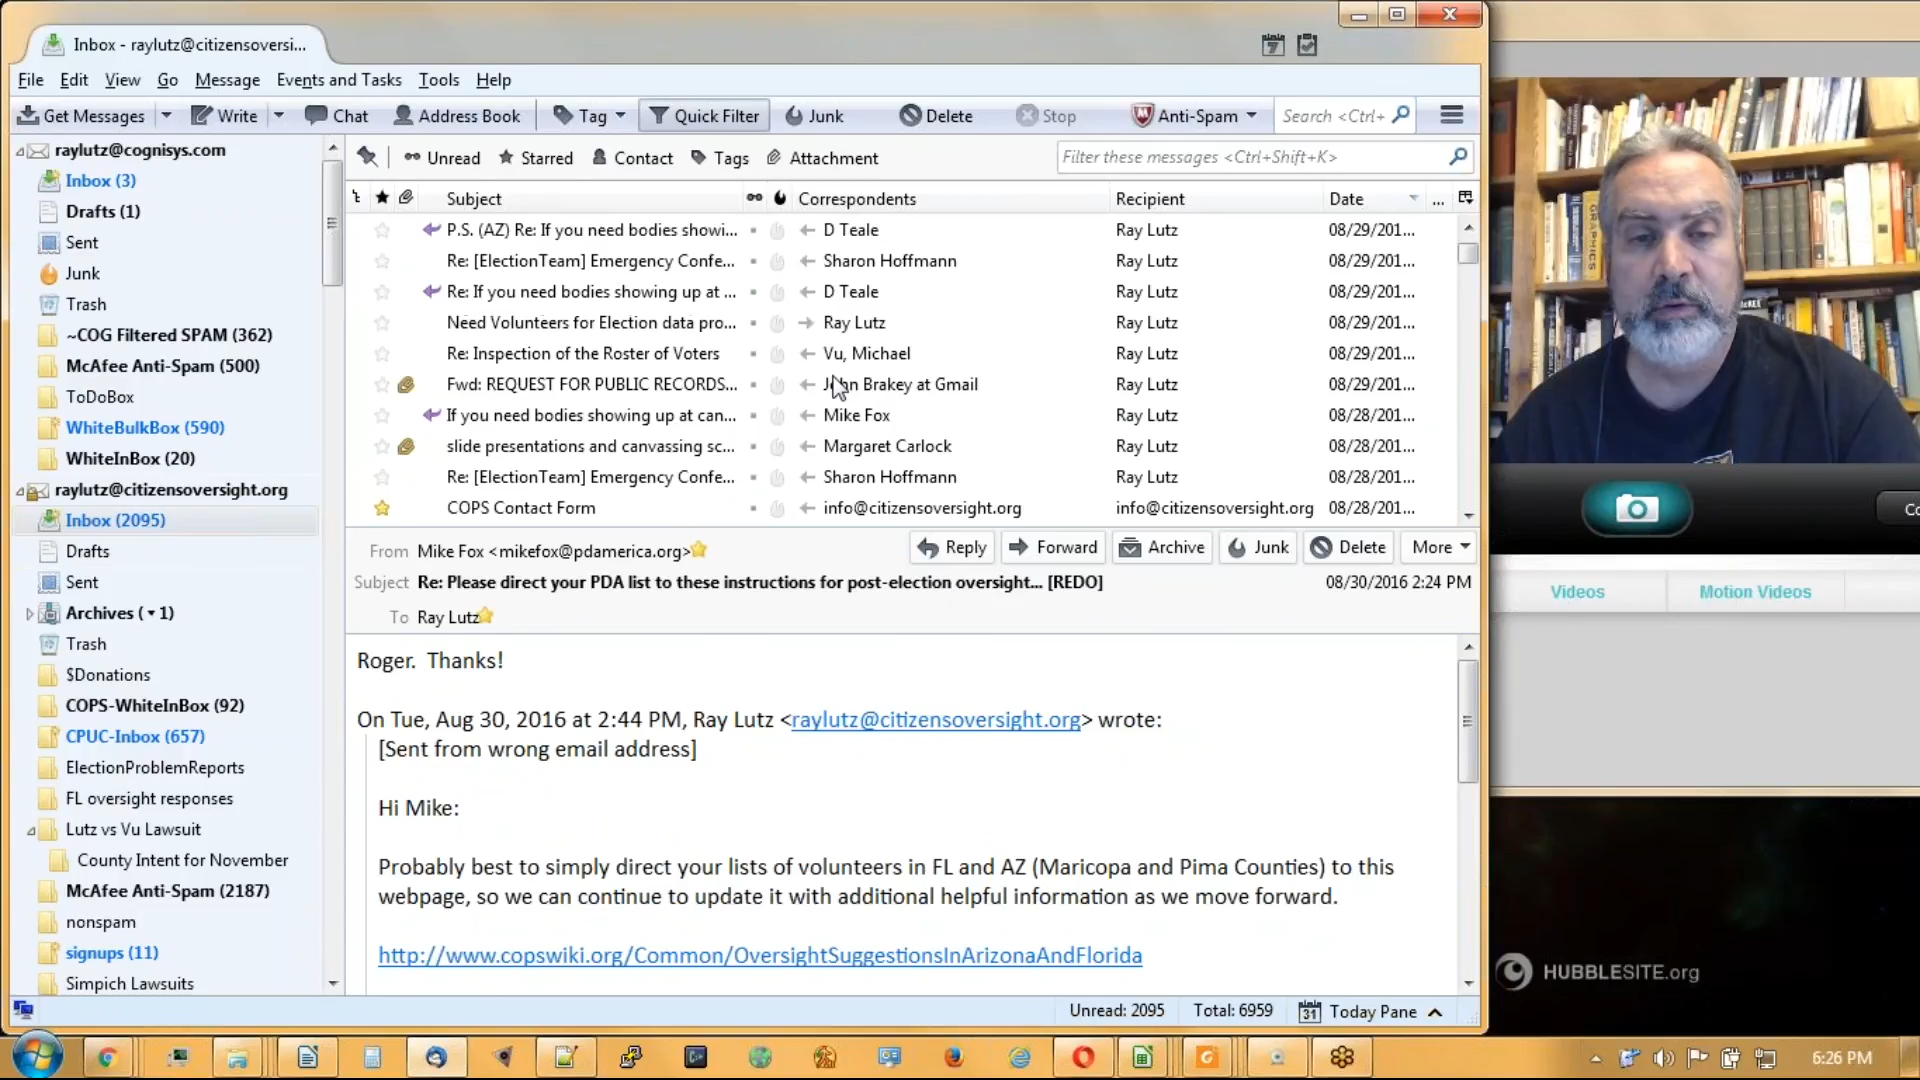 Inbox - raylutz@citizensoversi...
File Edit View Go Message Events and Tasks Tools Help
Get Messages Write Chat Address Book Tag Quick Filter Junk Delete Stop Anti-Spam Search <Ctrl+
Unread Starred Contact Tags Attachment Filter these messages <Ctrl+Shift+K>
Subject Correspondents Recipient Date ...
P.S. (AZ) Re: If you need bodies showi... D Teale Ray Lutz 08/29/201...
Re: [ElectionTeam] Emergency Confe... Sharon Hoffmann Ray Lutz 08/29/201...
Re: If you need bodies showing up at ... D Teale Ray Lutz 08/29/201...
Need Volunteers for Election data pro... Ray Lutz Ray Lutz 08/29/201...
Re: Inspection of the Roster of Voters Vu, Michael Ray Lutz 08/29/201...
Fwd: REQUEST FOR PUBLIC RECORDS... John Brakey at Gmail Ray Lutz 08/29/201...
If you need bodies showing up at can... Mike Fox Ray Lutz 08/28/201...
slide presentations and canvassing sc... Margaret Carlock Ray Lutz 08/28/201...
Re: [ElectionTeam] Emergency Confe... Sharon Hoffmann Ray Lutz 08/28/201...
COPS Contact Form info@citizensoversight.org info@citizensoversight.org 08/28/201...
raylutz@cognisys.com
Inbox (3)
Drafts (1)
Sent
Junk
Trash
~COG Filtered SPAM (362)
McAfee Anti-Spam (500)
ToDoBox
WhiteBulkBox (590)
WhiteInBox (20)
raylutz@citizensoversight.org
Inbox (2095)
Drafts
Sent
Archives (▾ 1)
Trash
$Donations
COPS-WhiteInBox (92)
CPUC-Inbox (657)
ElectionProblemReports
FL oversight responses
Lutz vs Vu Lawsuit
County Intent for November
McAfee Anti-Spam (2187)
nonspam
signups (11)
Simpich Lawsuits
From Mike Fox <mikefox@pdamerica.org> Reply Forward Archive Junk Delete More
Subject Re: Please direct your PDA list to these instructions for post-election oversight... [REDO] 08/30/2016 2:24 PM
To Ray Lutz
Roger. Thanks!
On Tue, Aug 30, 2016 at 2:44 PM, Ray Lutz <raylutz@citizensoversight.org> wrote:
[Sent from wrong email address]
Hi Mike:
Probably best to simply direct your lists of volunteers in FL and AZ (Maricopa and Pima Counties) to this
webpage, so we can continue to update it with additional helpful information as we move forward.
http://www.copswiki.org/Common/OversightSuggestionsInArizonaAndFlorida
Unread: 2095 Total: 6959 31 Today Pane
GRAPHICS
Co
Videos Motion Videos
HUBBLESITE.org
6:26 PM